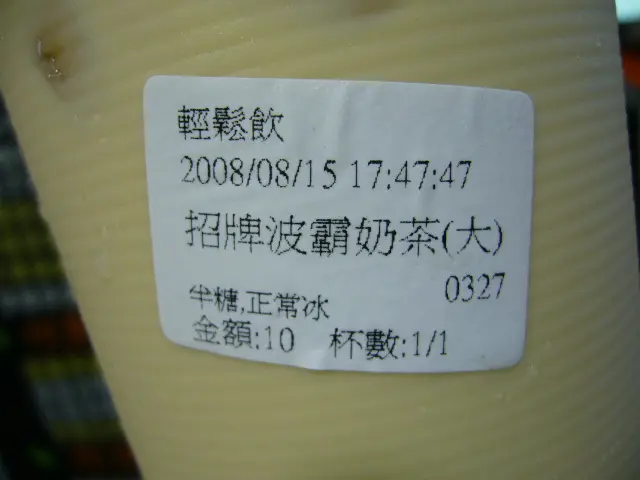 輕鬆飲
2008/08/15 17:47:47
招牌波霸奶茶(大)
0327
半糖,正常冰
金額:10 杯數:1/1